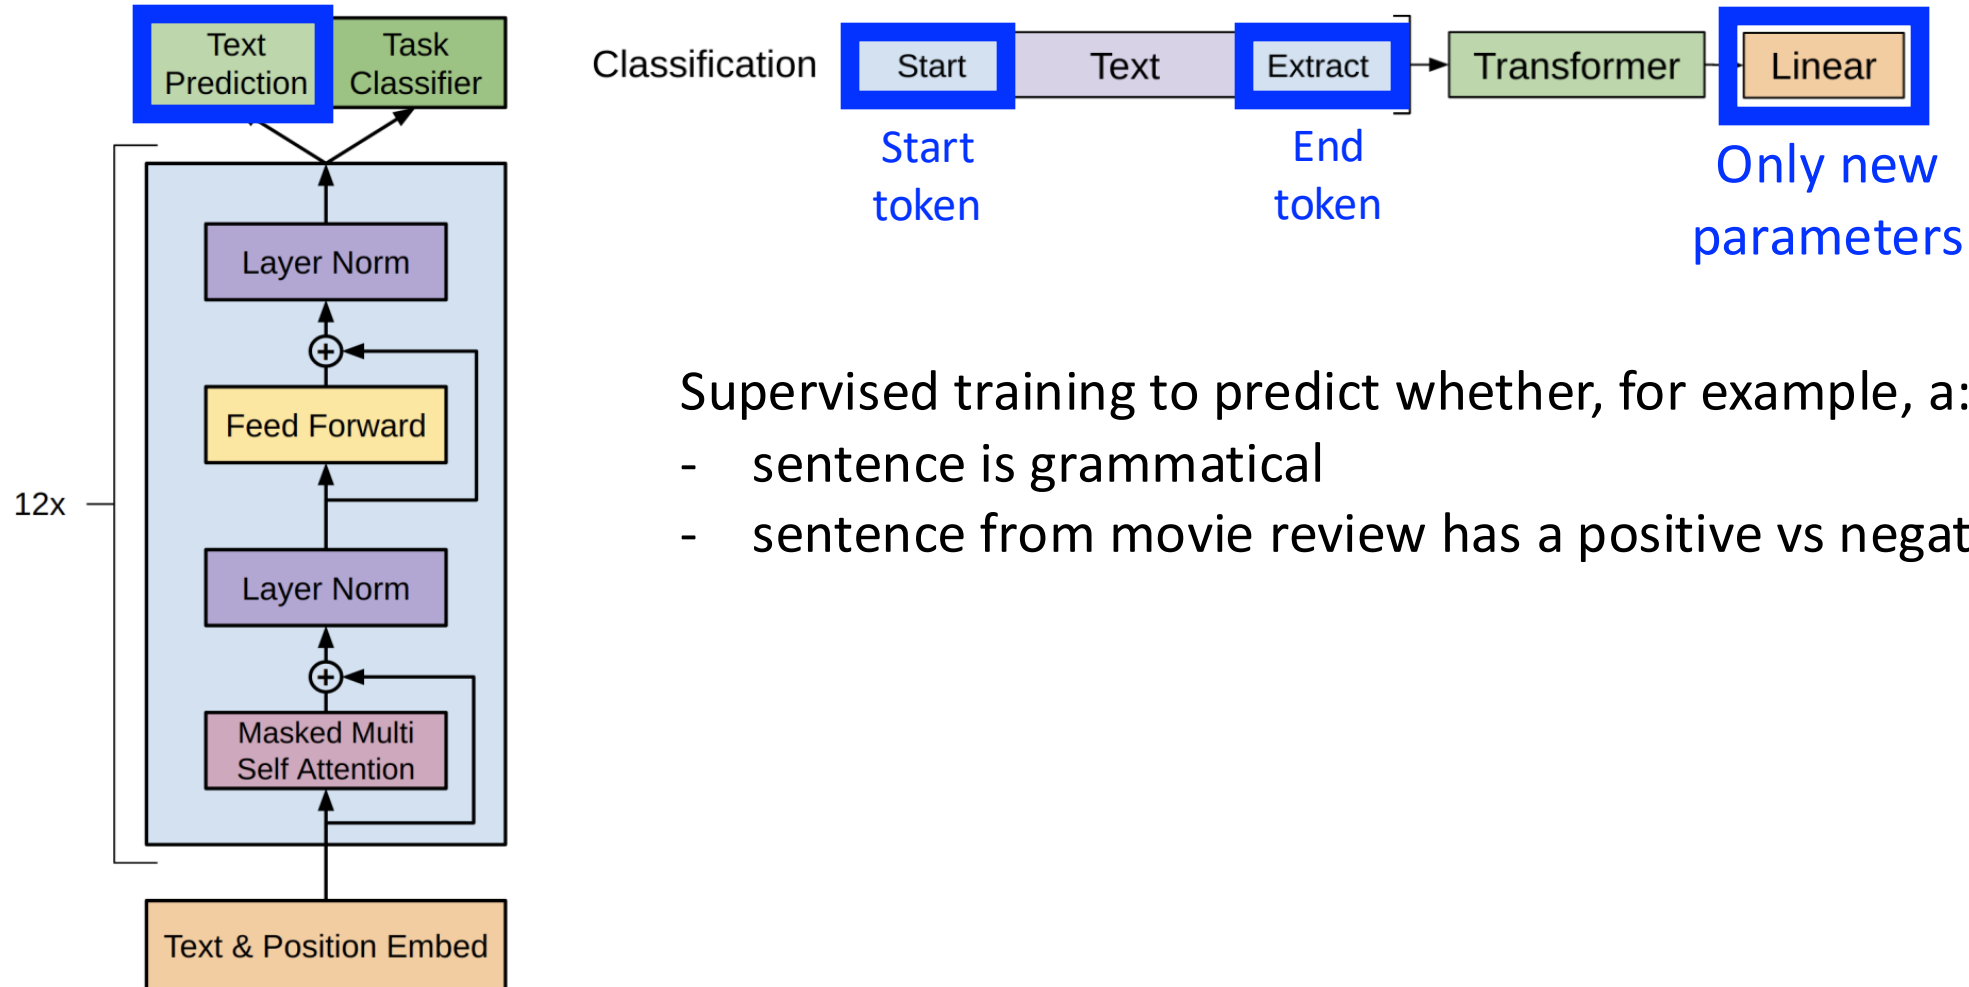 Text
Prediction
Task
Classifier
Layer Norm
+
Feed Forward
12x
Layer Norm
+
Masked Multi
Self Attention
Text & Position Embed
Classification
Start
Text
Extract
Transformer
Linear
Start
token
End
token
Only new
parameters
Supervised training to predict whether, for example, a:
- sentence is grammatical
- sentence from movie review has a positive vs negat